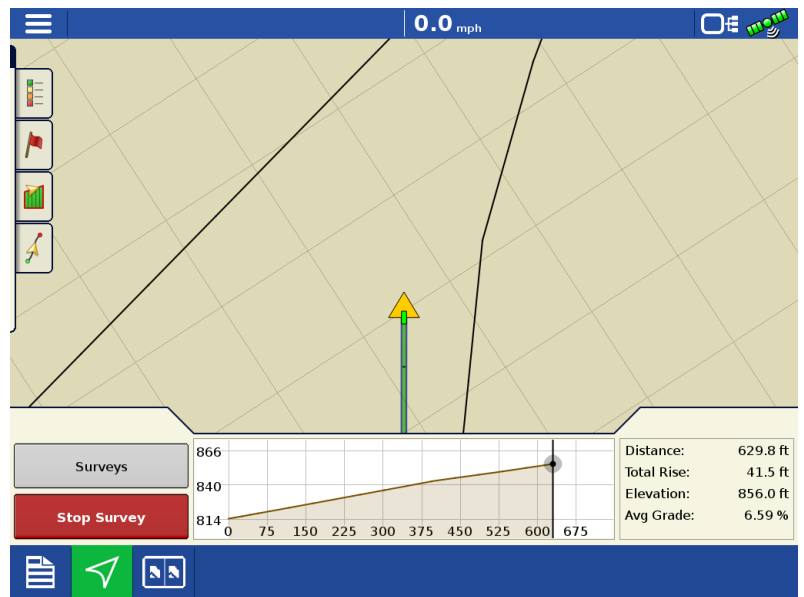 0.0 mph
Surveys
Stop Survey
866
840
814
0 75 150 225 300 375 450 525 600 675
Distance: 629.8 ft
Total Rise: 41.5 ft
Elevation: 856.0 ft
Avg Grade: 6.59 %